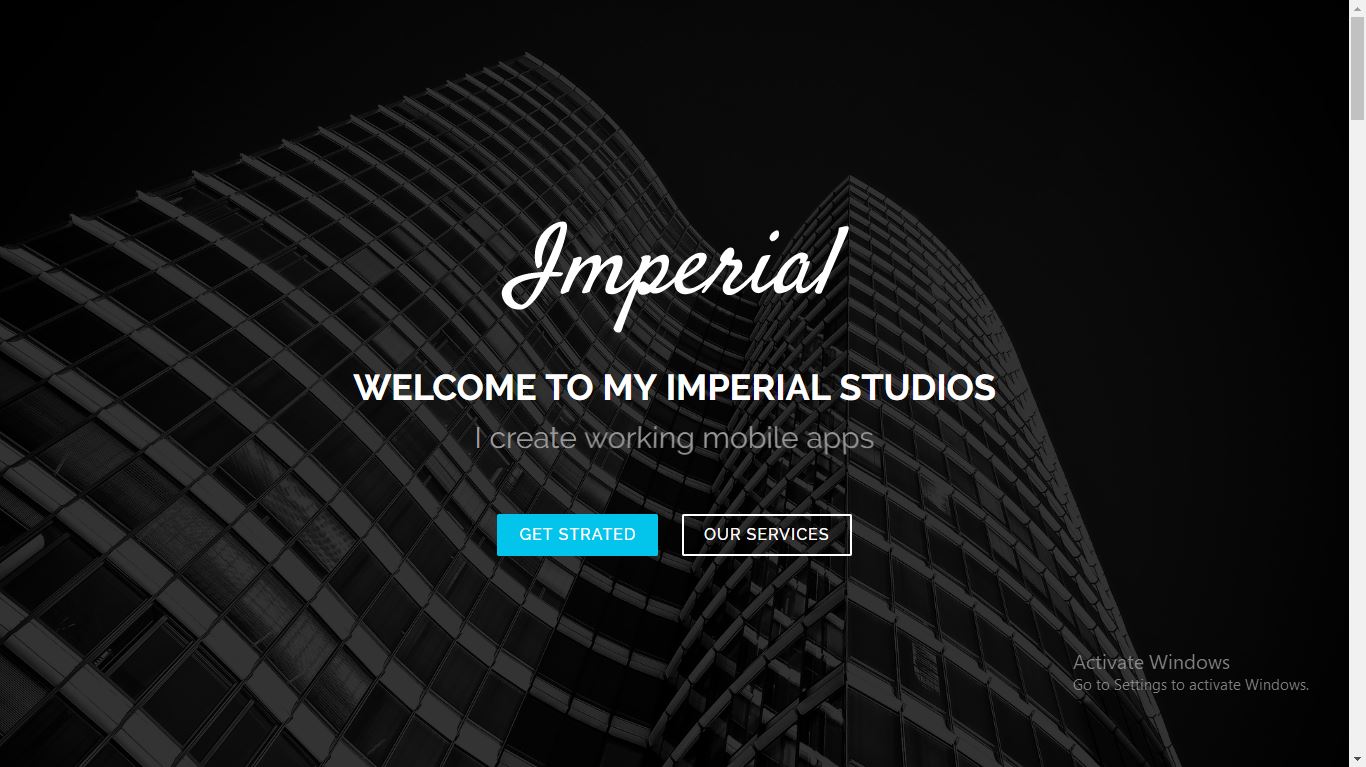 Imperial
WELCOME TO MY IMPERIAL STUDIOS
I create working mobile apps
GET STRATED
OUR SERVICES
Activate Windows
Go to Settings to activate Windows.